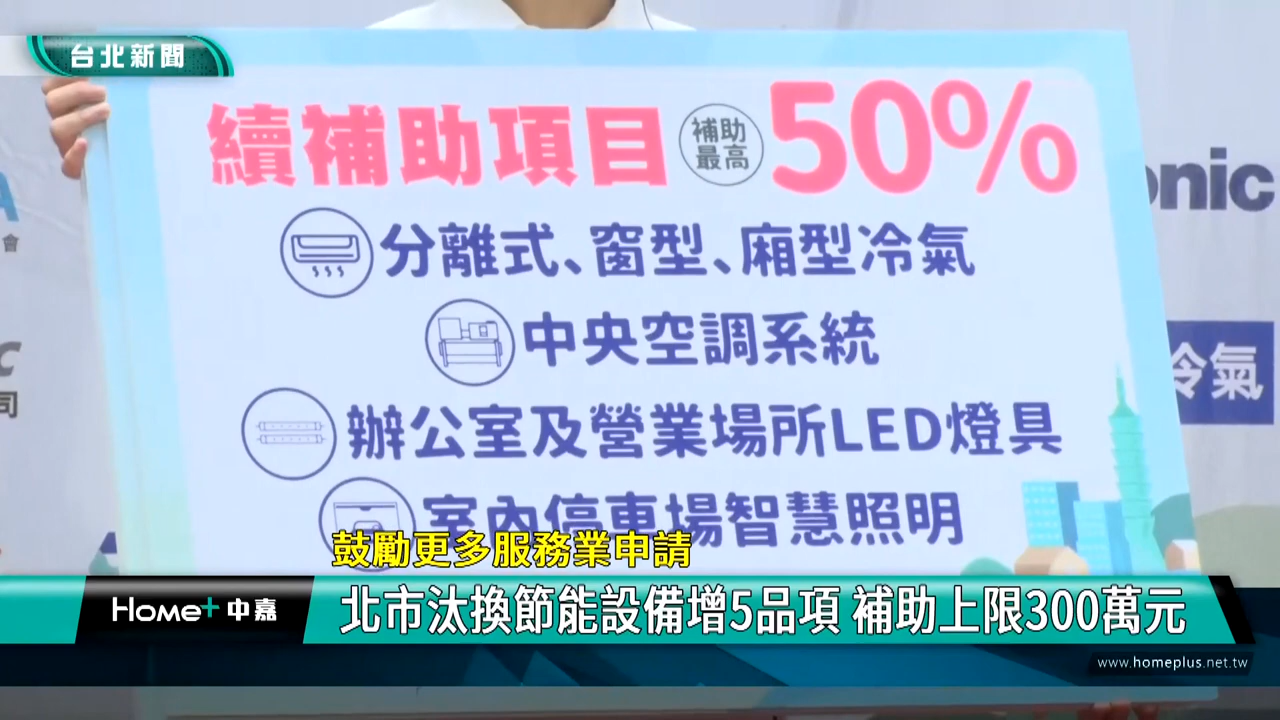 台北新聞
續補助項目 補助最高 50%
分離式、窗型、廂型冷氣
中央空調系統
辦公室及營業場所LED燈具
室內停車場智慧照明
onic
會
C
司
冷氣
鼓勵更多服務業申請
Home+中嘉
北市汰換節能設備增5品項 補助上限300萬元
www.homeplus.net.tw